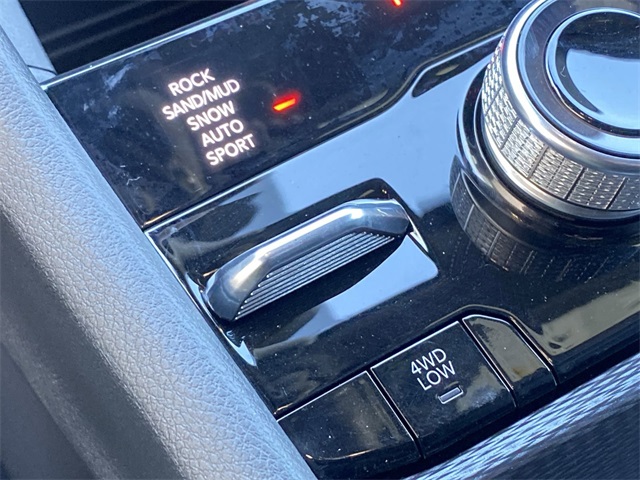 ROCK
SAND/MUD
SNOW
AUTO
SPORT
4WD
LOW